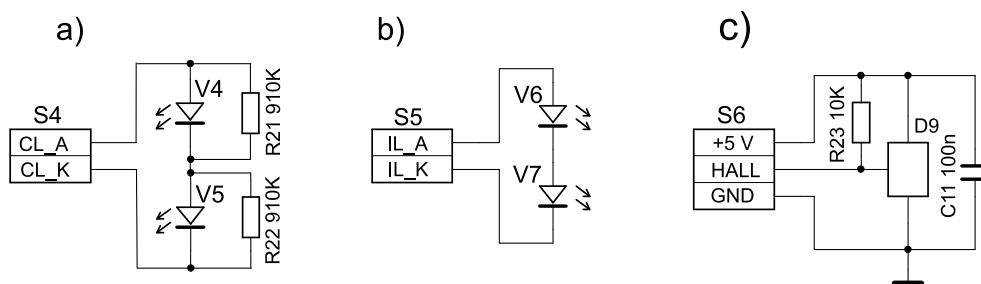 a)
V4
R21 910K
S4
CL_A
CL_K
V5
R22 910K
b)
V6
S5
IL_A
IL_K
V7
c)
S6
R23 10K
D9
+5 V
HALL
GND
C11 100n